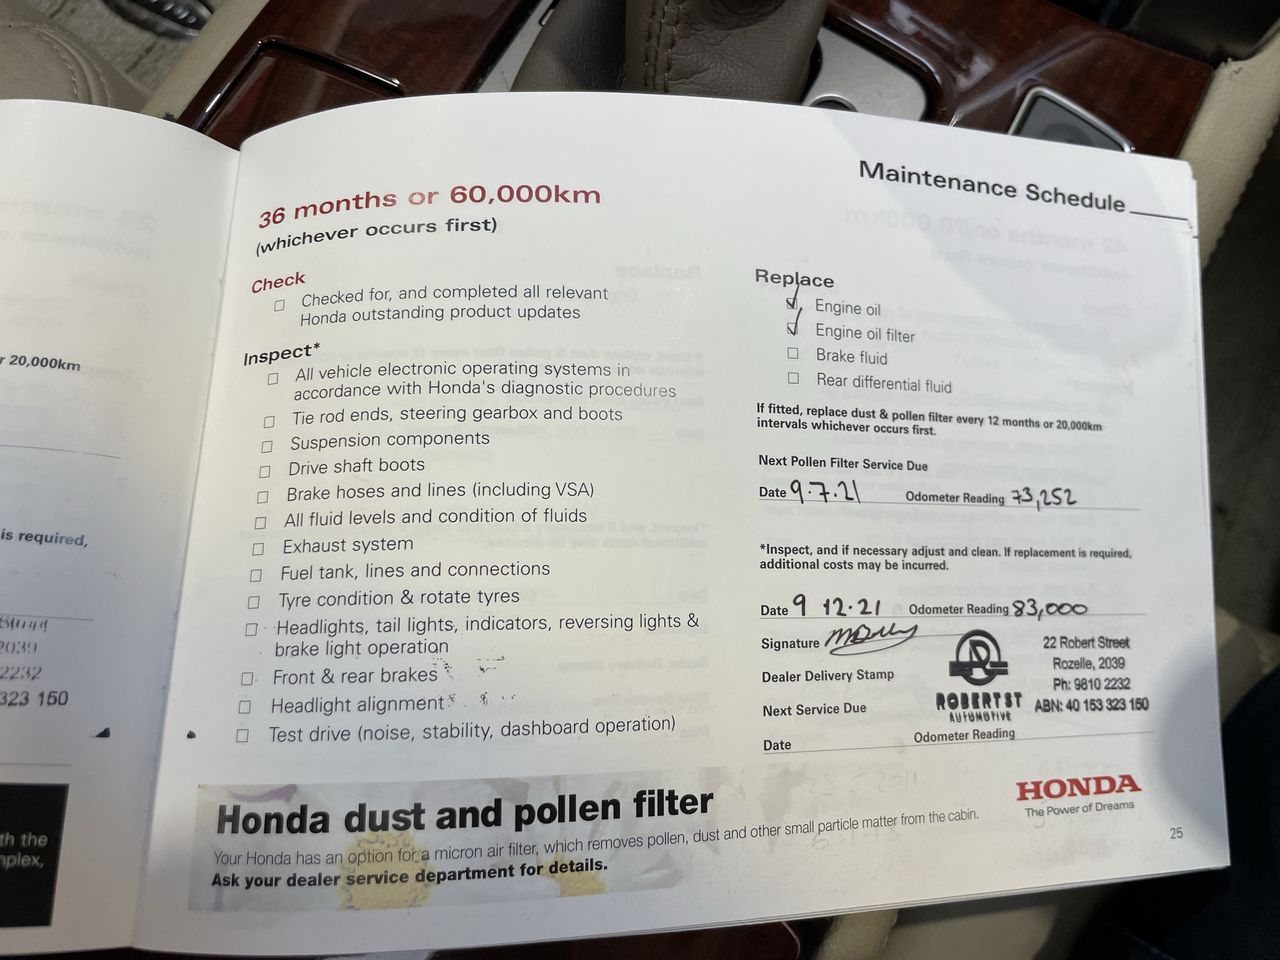 r 20,000km
is required,
2039
2232
323 150
th the
nplex,
Maintenance Schedule
36 months or 60,000km
(whichever occurs first)
Check
Checked for, and completed all relevant
Honda outstanding product updates
Inspect*
All vehicle electronic operating systems in
accordance with Honda's diagnostic procedures
Tie rod ends, steering gearbox and boots
Suspension components
Drive shaft boots
Brake hoses and lines (including VSA)
All fluid levels and condition of fluids
Exhaust system
Fuel tank, lines and connections
Tyre condition & rotate tyres
Headlights, tail lights, indicators, reversing lights &
brake light operation
Front & rear brakes
Headlight alignment
Test drive (noise, stability, dashboard operation)
Replace
Engine oil
Engine oil filter
Brake fluid
Rear differential fluid
If fitted, replace dust & pollen filter every 12 months or 20,000km
intervals whichever occurs first.
Next Pollen Filter Service Due
Date 9.7.21 Odometer Reading 73,252
*Inspect, and if necessary adjust and clean. If replacement is required,
additional costs may be incurred.
Date 9 12.21 Odometer Reading 83,000
Signature
Dealer Delivery Stamp
Next Service Due
Date Odometer Reading
ROBERT ST
AUTOMOTIVE
22 Robert Street
Rozelle, 2039
Ph: 9810 2232
ABN: 40 153 323 150
Honda dust and pollen filter
Your Honda has an option for a micron air filter, which removes pollen, dust and other small particle matter from the cabin.
Ask your dealer service department for details.
HONDA
The Power of Dreams
25